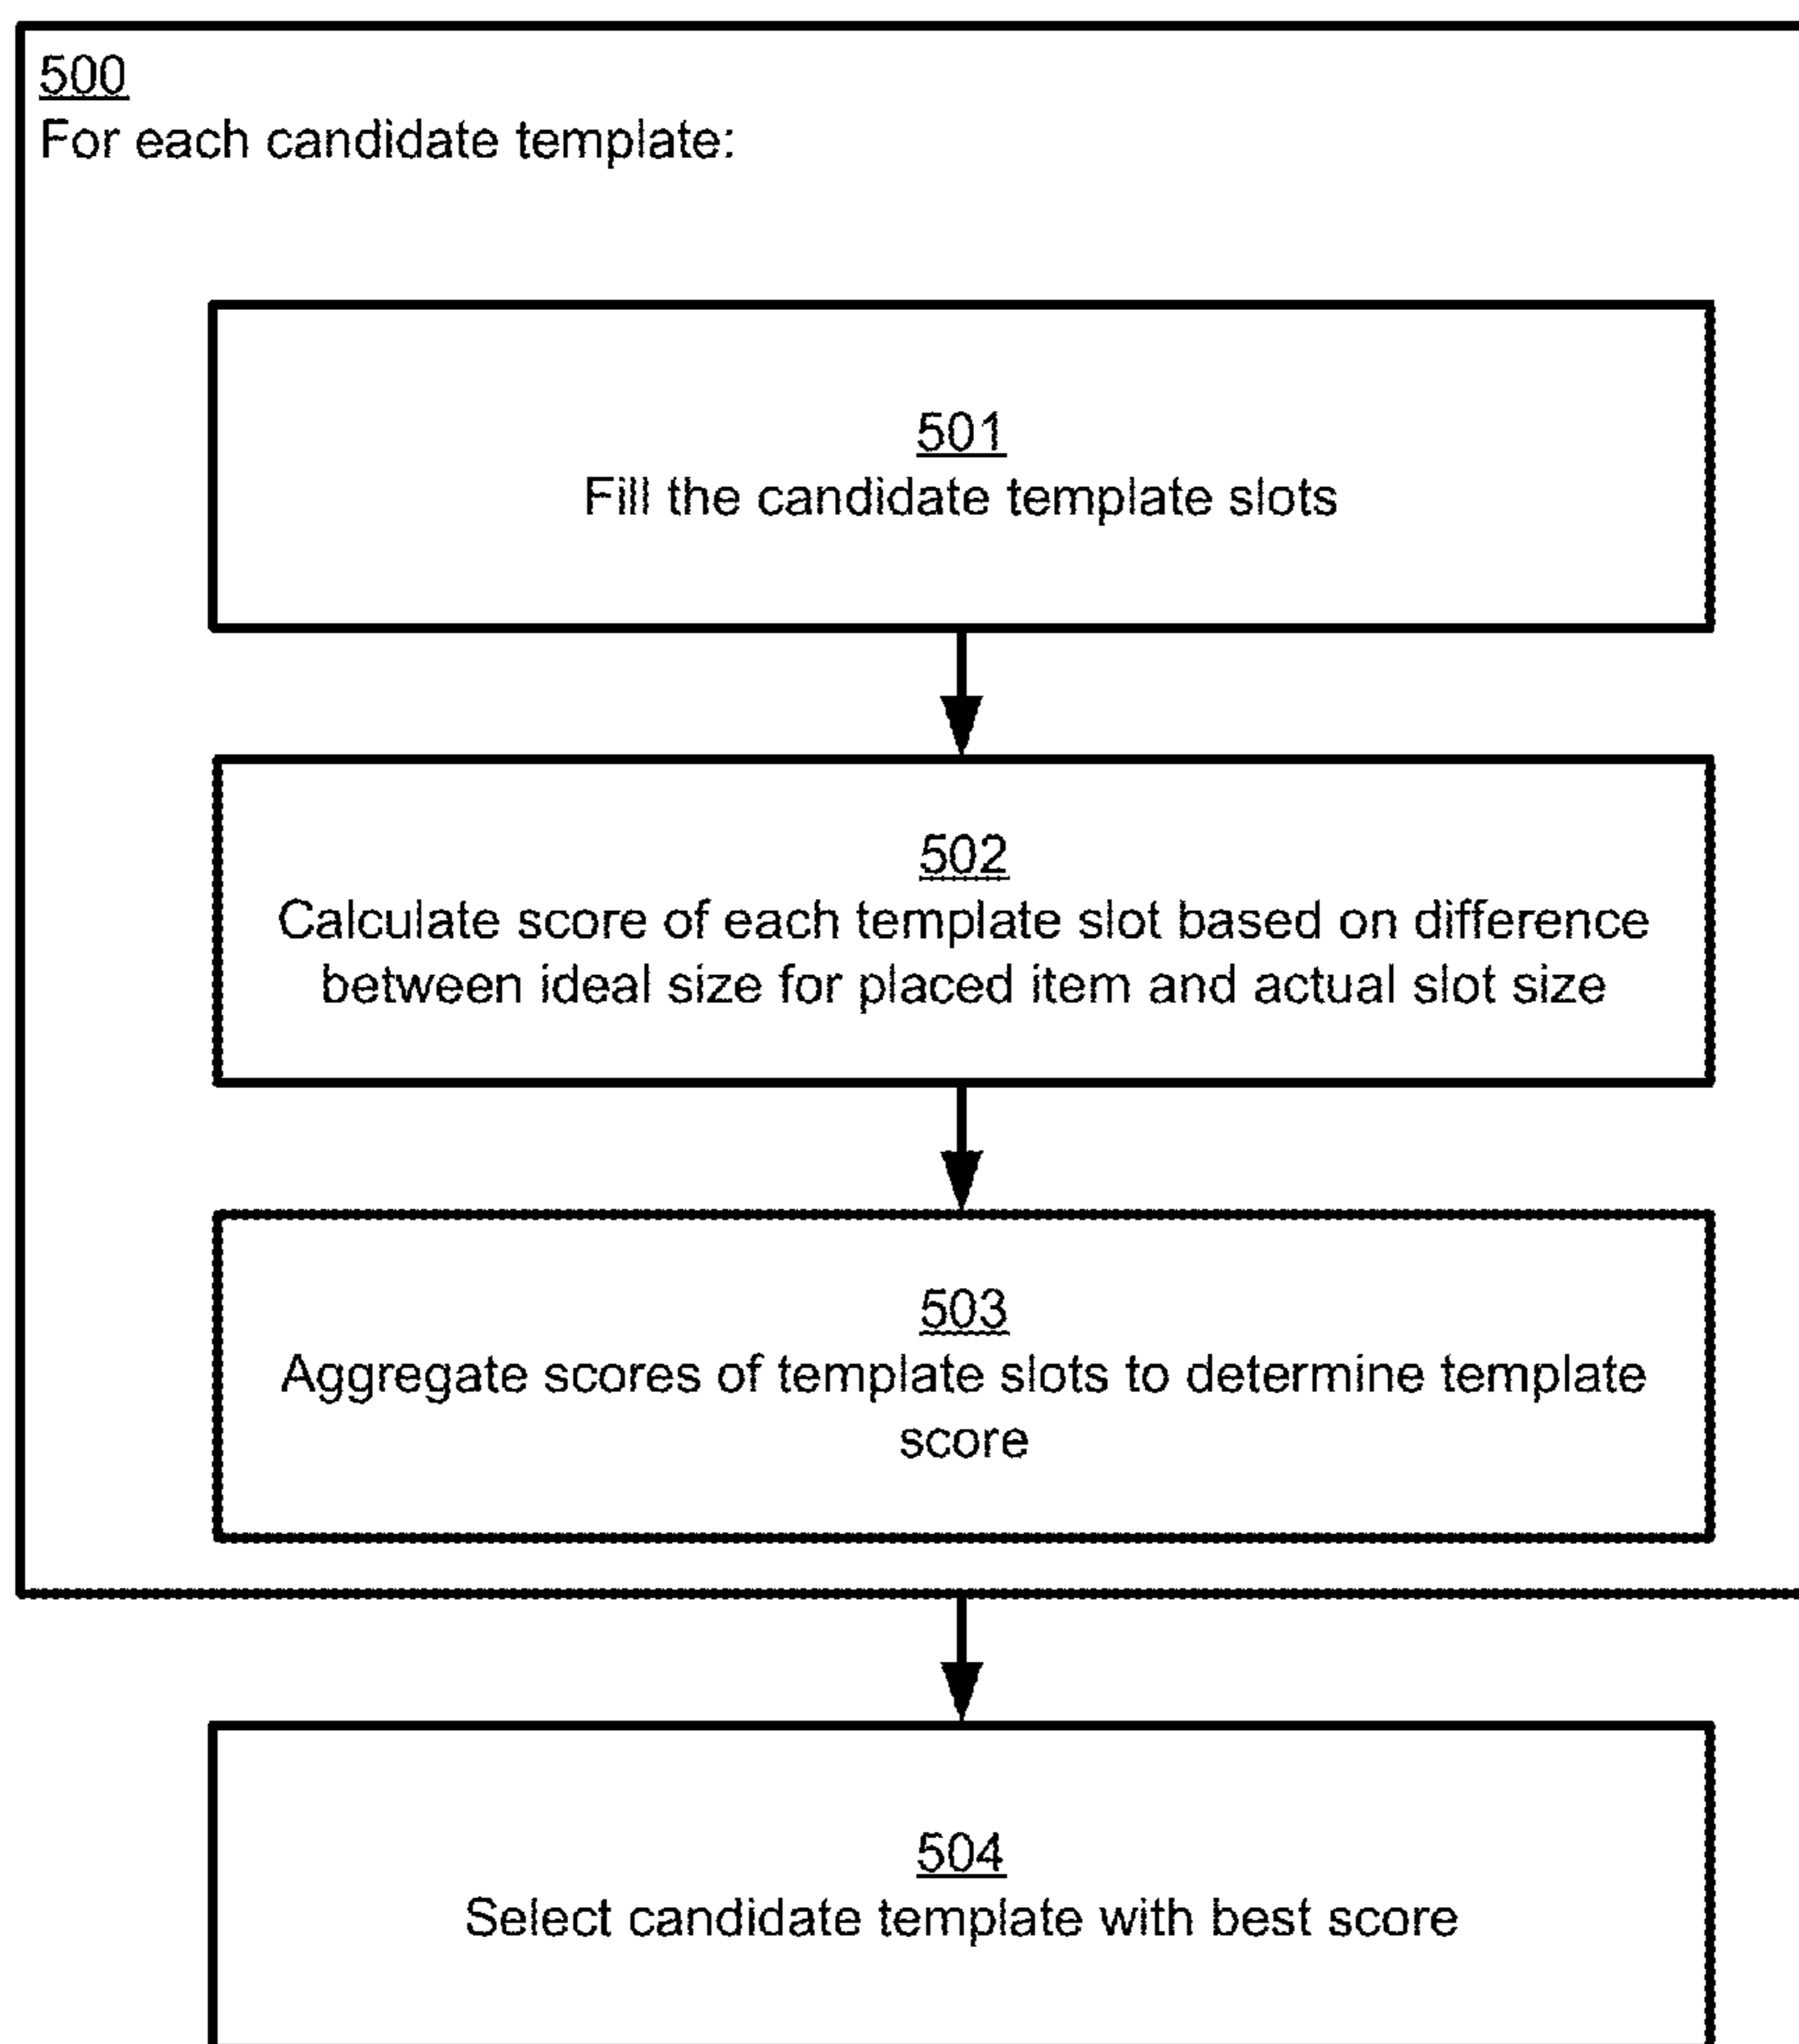 500
For each candidate template:
501
Fill the candidate template slots
502
Calculate score of each template slot based on difference
between ideal size for placed item and actual slot size
503
Aggregate scores of template slots to determine template
score
504
Select candidate template with best score